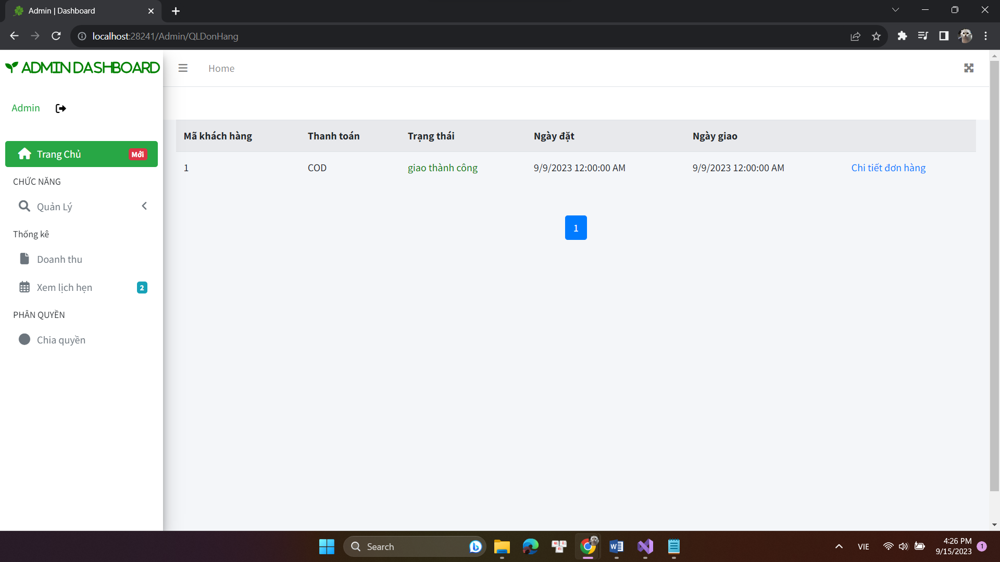 Admin | Dashboard
localhost:28241/Admin/QLDonHang
ADMIN DASHBOARD
Home
Admin
Trang Chủ Mới
CHỨC NĂNG
Quản Lý
Thống kê
Doanh thu
Xem lịch hẹn 2
PHÂN QUYỀN
Chia quyền
Mã khách hàng Thanh toán Trạng thái Ngày đặt Ngày giao
1 COD giao thành công 9/9/2023 12:00:00 AM 9/9/2023 12:00:00 AM Chi tiết đơn hàng
1
Search
VIE
4:26 PM
9/15/2023
1